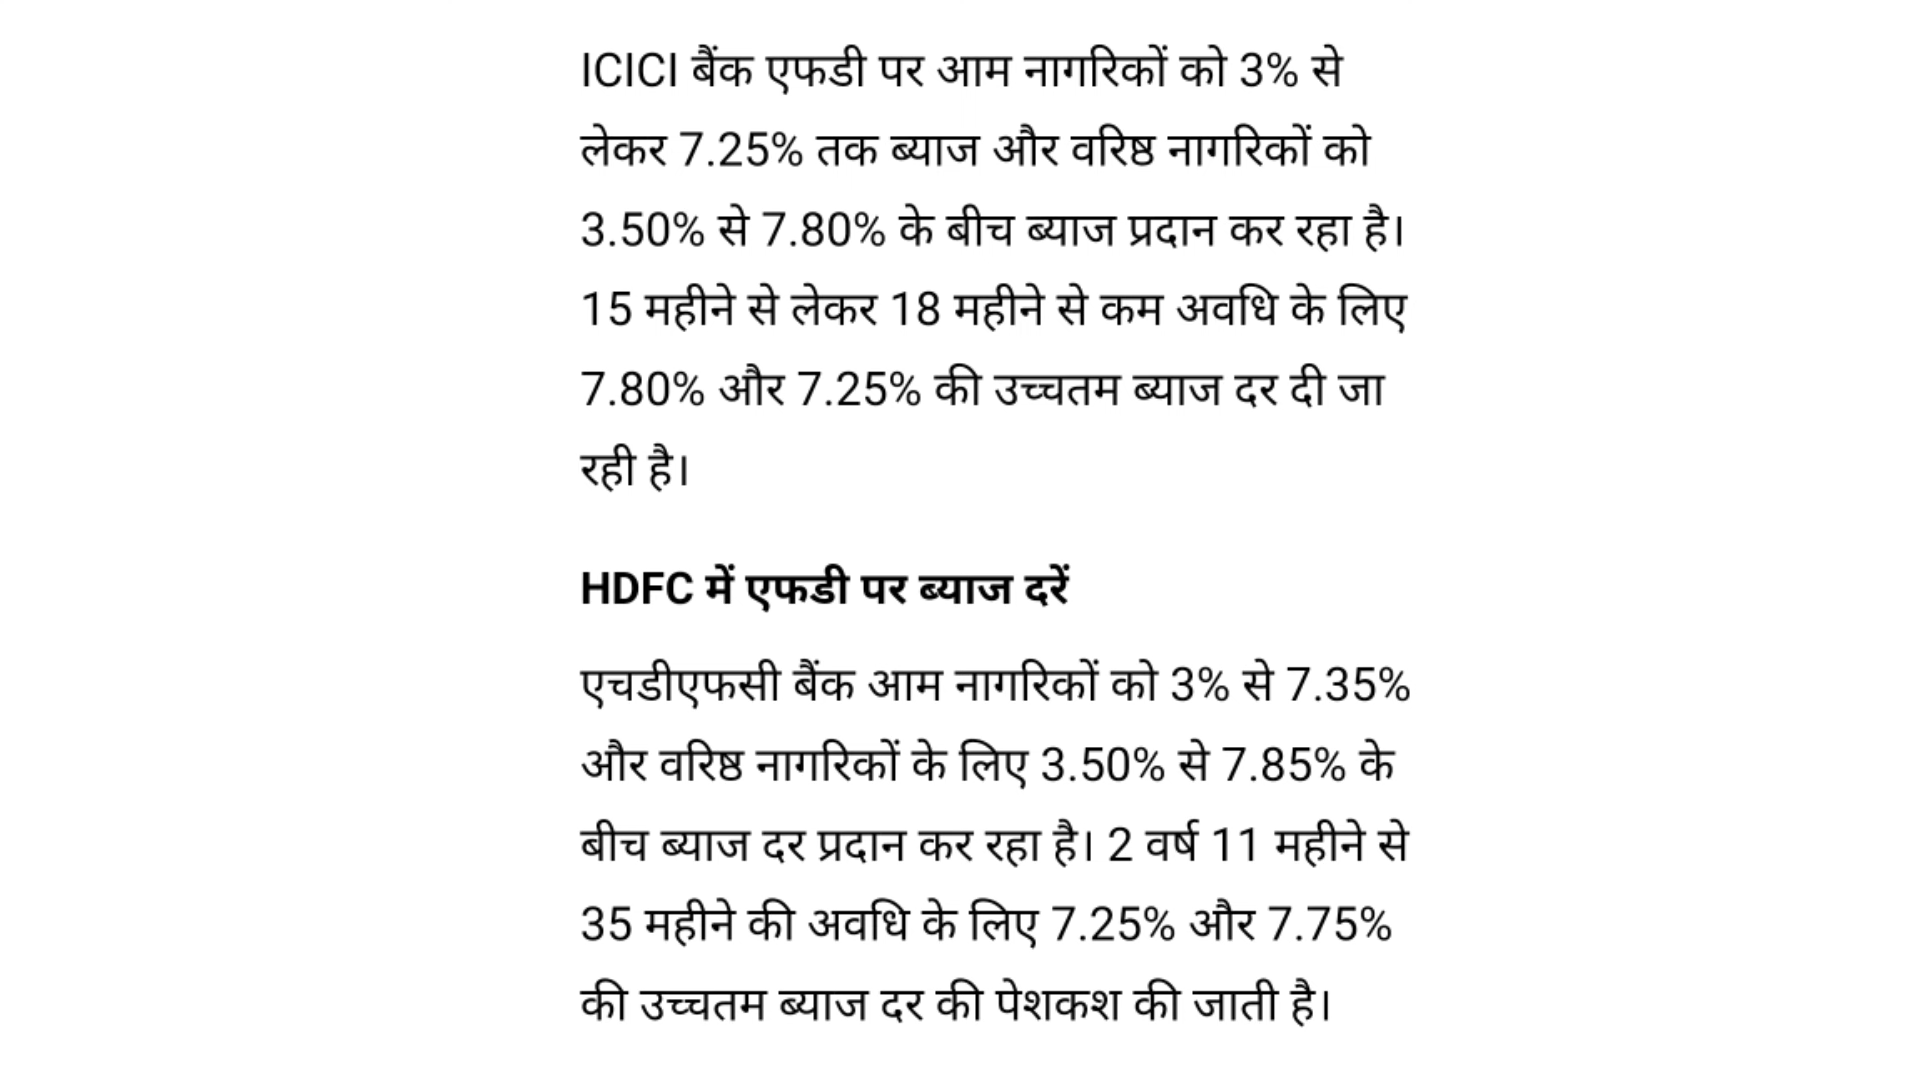 ICICI बैंक एफडी पर आम नागरिकों को 3% से
लेकर 7.25% तक ब्याज और वरिष्ठ नागरिकों को
3.50% से 7.80% के बीच ब्याज प्रदान कर रहा है।
15 महीने से लेकर 18 महीने से कम अवधि के लिए
7.80% और 7.25% की उच्चतम ब्याज दर दी जा
रही है।
HDFC में एफडी पर ब्याज दरें
एचडीएफसी बैंक आम नागरिकों को 3% से 7.35%
और वरिष्ठ नागरिकों के लिए 3.50% से 7.85% के
बीच ब्याज दर प्रदान कर रहा है। 2 वर्ष 11 महीने से
35 महीने की अवधि के लिए 7.25% और 7.75%
की उच्चतम ब्याज दर की पेशकश की जाती है।